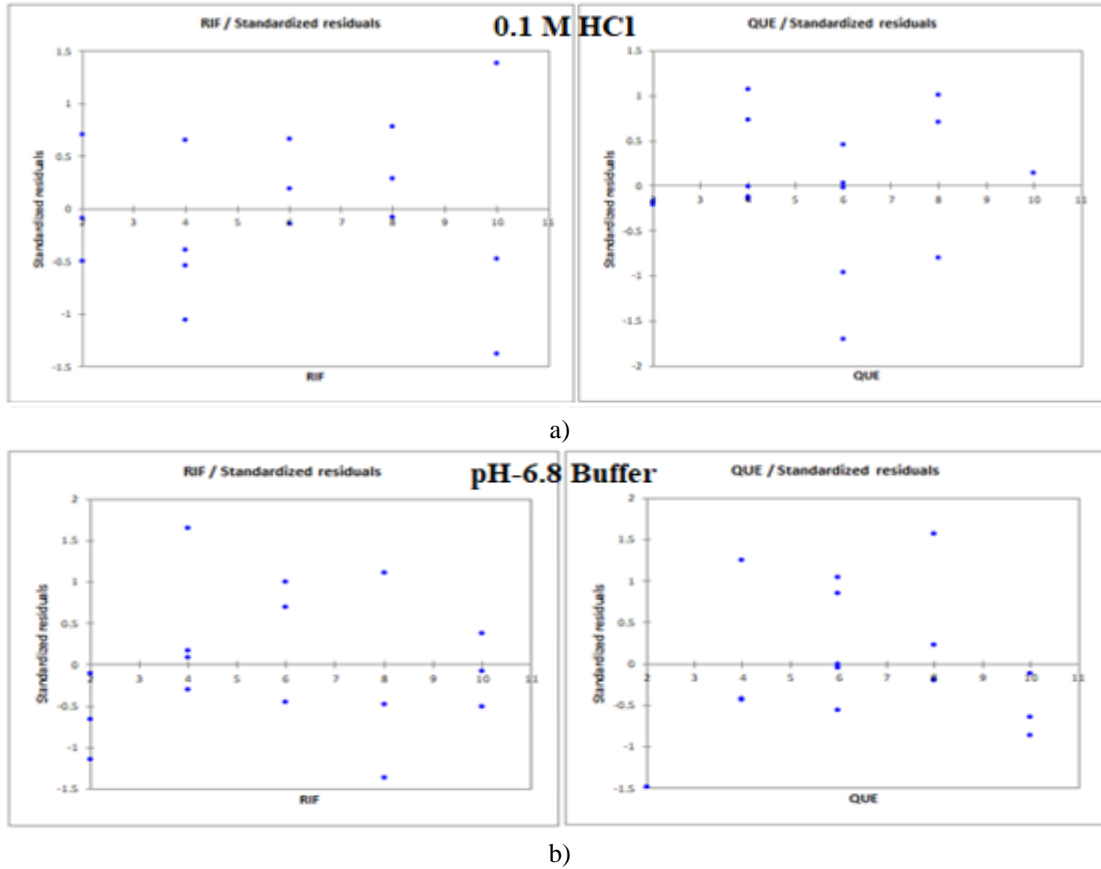 0.1 M HCl
RIF / Standardized residuals
1.5
1
0.5
0
-0.5
-1
-1.5
2 3 4 5 6 7 8 9 10 11
Standardized residuals
RIF
QUE / Standardized residuals
1.5
1
0.5
0
-0.5
-1
-1.5
-2
3 4 5 6 7 8 9 10 11
Standardized residuals
QUE
a)
pH-6.8 Buffer
RIF / Standardized residuals
2
1.5
1
0.5
0
-0.5
-1
-1.5
2 3 4 5 6 7 8 9 10 11
Standardized residuals
RIF
QUE / Standardized residuals
2
1.5
1
0.5
0
-0.5
-1
-1.5
2 3 4 5 6 7 8 9 10 11
Standardized residuals
QUE
b)